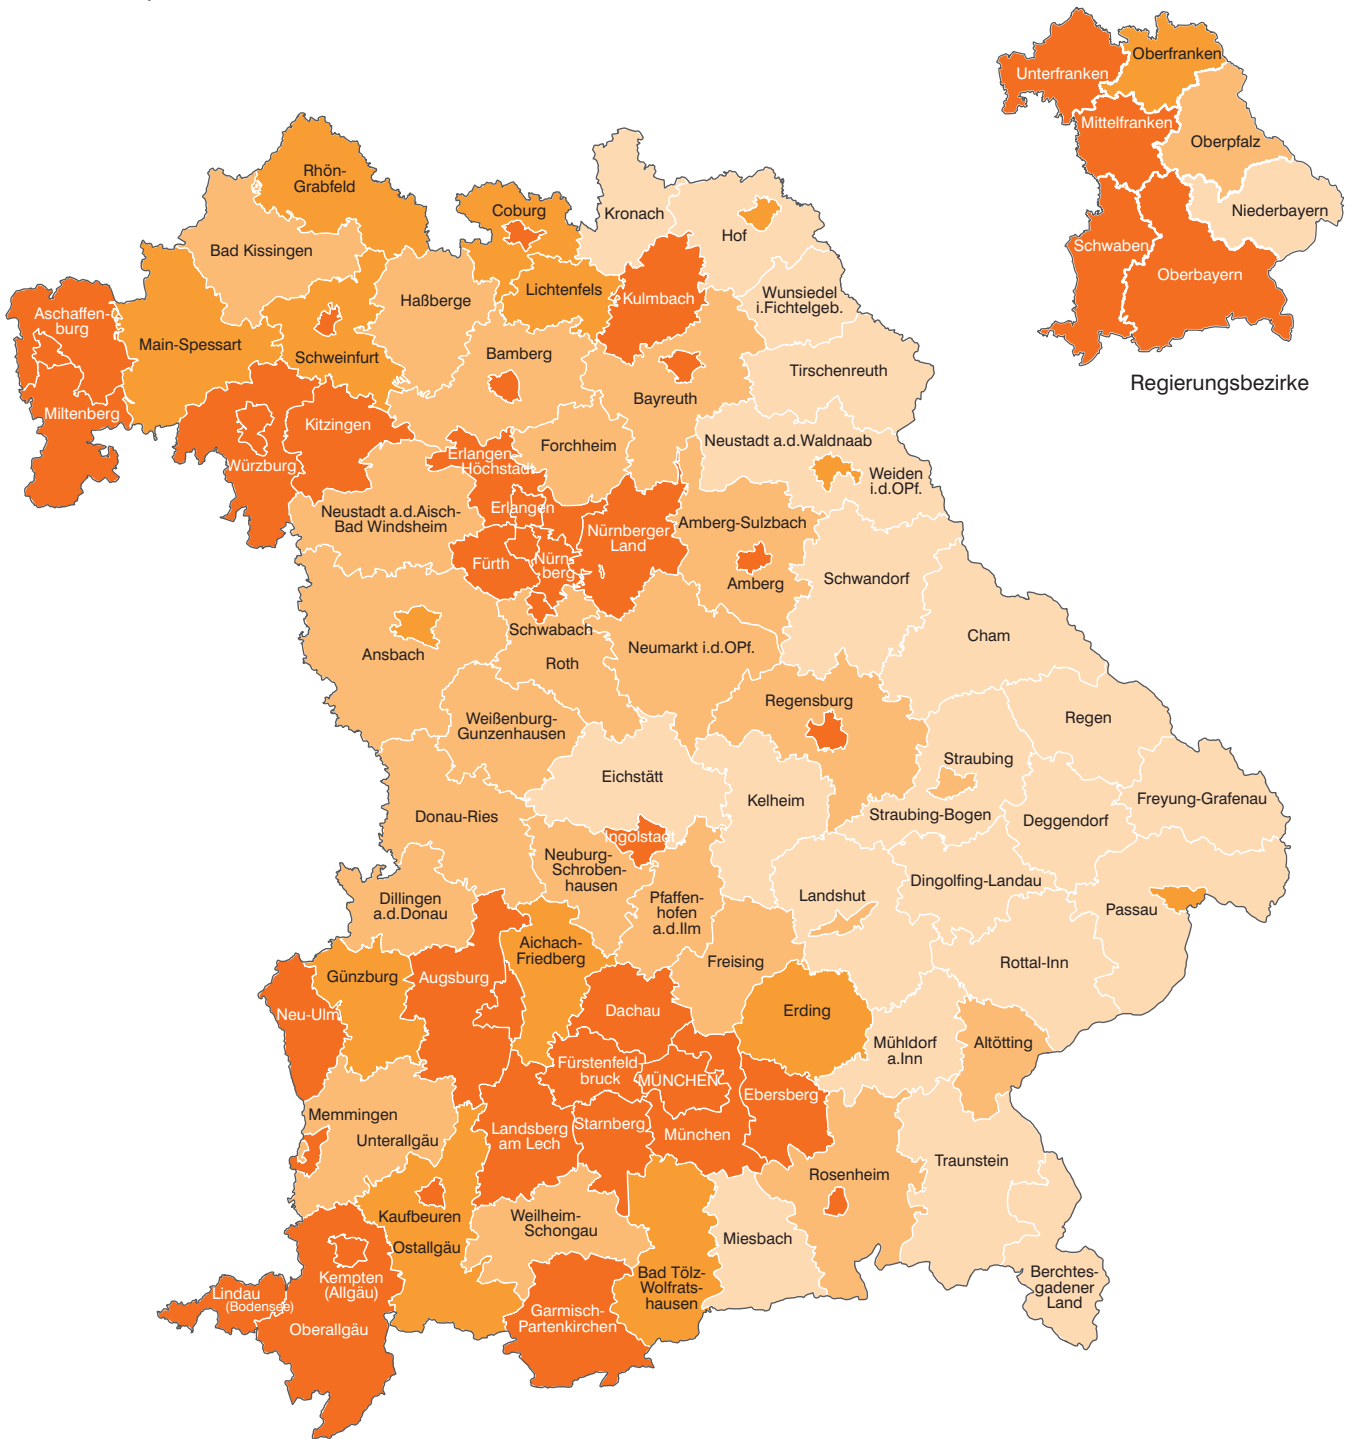 Oberfranken
Unterfranken
Mittelfranken
Oberpfalz
Niederbayern
Schwaben
Oberbayern
Regierungsbezirke
Rhön-
Grabfeld
Coburg
Kronach
Hof
Bad Kissingen
Haßberge
Lichtenfels
Kulmbach
Wunsiedel
i.Fichtelgeb.
Aschaffen-
burg
Main-Spessart
Schweinfurt
Bamberg
Bayreuth
Tirschenreuth
Miltenberg
Kitzingen
Würzburg
Erlangen-
Höchstadt
Forchheim
Neustadt a.d.Waldnaab
Weiden
i.d.OPf.
Neustadt a.d.Aisch-
Bad Windsheim
Erlangen
Nürnberger
Land
Amberg-Sulzbach
Fürth
Nürn-
berg
Amberg
Schwandorf
Cham
Schwabach
Ansbach
Roth
Neumarkt i.d.OPf.
Regensburg
Regen
Weißenburg-
Gunzenhausen
Eichstätt
Kelheim
Straubing
Straubing-Bogen
Deggendorf
Freyung-Grafenau
Donau-Ries
Ingolstadt
Neuburg-
Schroben-
hausen
Pfaffen-
hofen
a.d.Ilm
Landshut
Dingolfing-Landau
Passau
Dillingen
a.d.Donau
Aichach-
Friedberg
Freising
Rottal-Inn
Günzburg
Augsburg
Neu-Ulm
Dachau
Erding
Mühldorf
a.Inn
Altötting
Fürstenfeld
bruck
MÜNCHEN
Ebersberg
Memmingen
Unterallgäu
Landsberg
am Lech
Starnberg
München
Traunstein
Rosenheim
Kaufbeuren
Ostallgäu
Weilheim-
Schongau
Miesbach
Bad Tölz-
Wolfrats-
hausen
Berchtes-
gadener
Land
Kempten
(Allgäu)
Lindau
(Bodensee)
Oberallgäu
Garmisch-
Partenkirchen